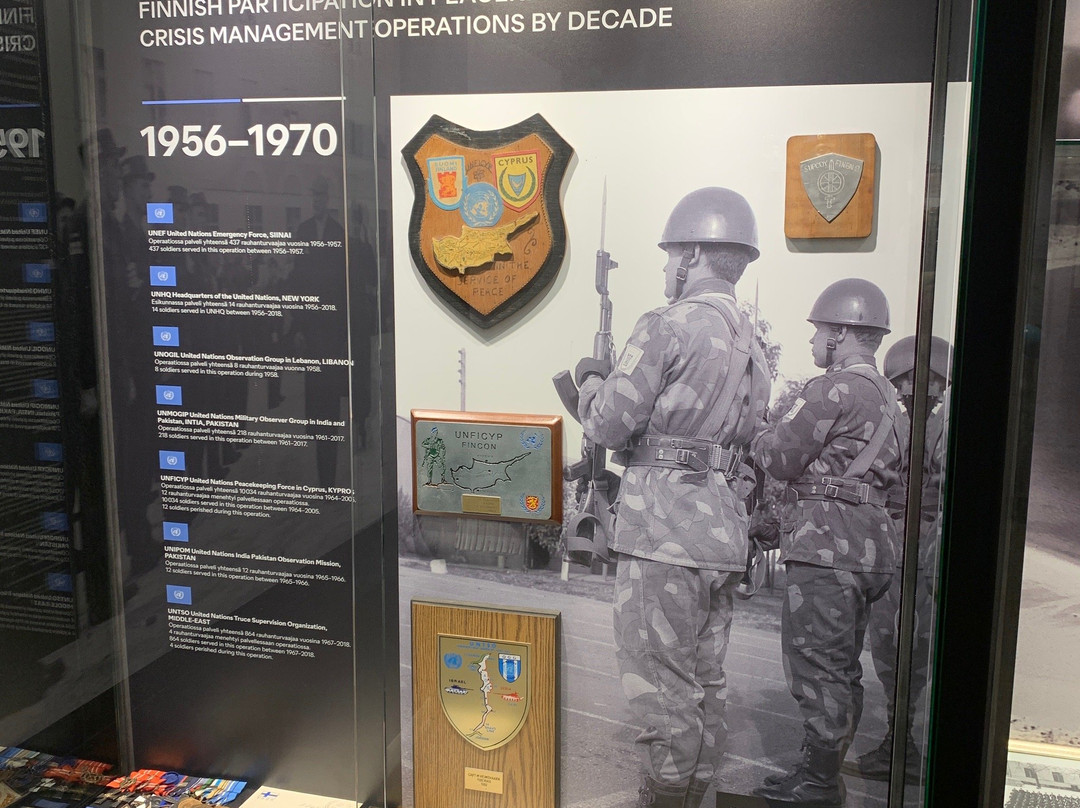 FINNISH PARTICIPATION IN
CRISIS MANAGEMENT OPERATIONS BY DECADE
1956–1970
UNEF United Nations Emergency Force, SIINAI
Operaatiossa palveli yhteensä 437 rauhanturvaajaa vuosina 1956-1957.
437 soldiers served in this operation between 1956-1957.
UNHQ Headquarters of the United Nations, NEW YORK
Esikunnassa palveli yhteensä 14 rauhanturvaajaa vuosina 1956-2018.
14 soldiers served in UNHQ between 1956-2018.
UNOGIL United Nations Observation Group in Lebanon, LIBANON
Operaatiossa palveli yhteensä 8 rauhanturvaajaa vuonna 1958.
8 soldiers served in this operation during 1958.
UNMOGIP United Nations Military Observer Group in India and
Pakistan, INTIA, PAKISTAN
Operaatiossa palveli yhteensä 218 rauhanturvaajaa vuosina 1961-2017.
218 soldiers served in this operation between 1961-2017.
UNFICYP United Nations Peacekeeping Force in Cyprus, KYPROS
Operaatiossa palveli yhteensä 10034 rauhanturvaajaa vuosina 1964-2005.
12 rauhanturvaajaa menehtyi palvellessaan operaatiossa.
10034 soldiers served in this operation between 1964-2005.
12 soldiers perished during this operation.
UNIPOM United Nations India Pakistan Observation Mission,
PAKISTAN
Operaatiossa palveli yhteensä 12 rauhanturvaajaa vuosina 1965-1966.
12 soldiers served in this operation between 1965-1966.
UNTSO United Nations Truce Supervision Organization,
MIDDLE-EAST
Operaatiossa palveli yhteensä 864 rauhanturvaajaa vuosina 1967-2018.
4 rauhanturvaajaa menehtyi palvellessaan operaatiossa.
864 soldiers served in this operation between 1967-2018.
4 soldiers perished during this operation.
SUOMI
FINLAND
UNFICYP
CYPRUS
IN THE
SERVICE OF
PEACE
UNFICYP
FINCON
UNTSO
ISRAEL